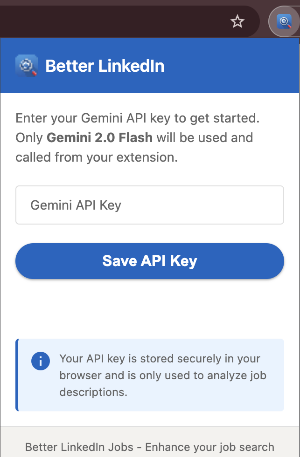 Better LinkedIn
Enter your Gemini API key to get started.
Only Gemini 2.0 Flash will be used and
called from your extension.
Gemini API Key
Save API Key
Your API key is stored securely in your
browser and is only used to analyze job
descriptions.
Better LinkedIn Jobs - Enhance your job search